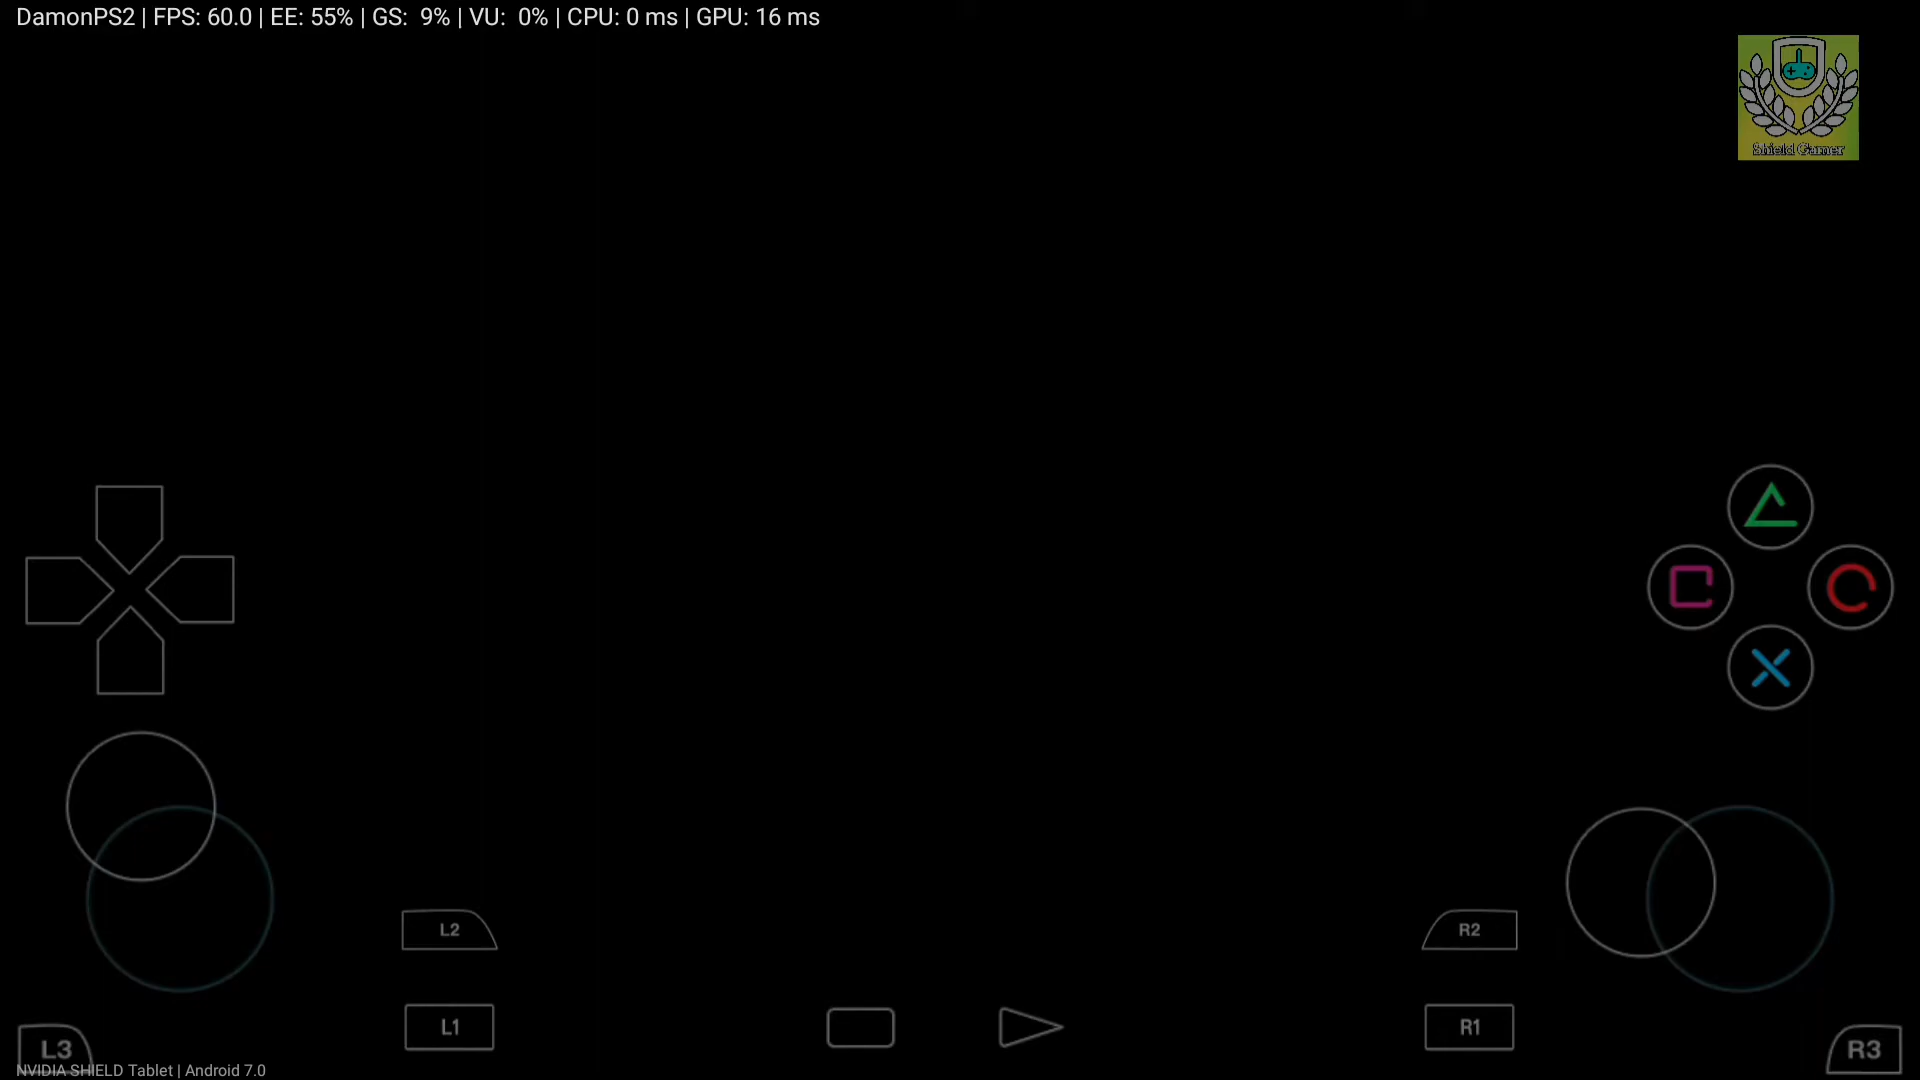 DamonPS2 | FPS: 60.0 | EE: 55% | GS:  9% | VU:  0% | CPU: 0 ms | GPU: 16 ms
Shield Gamer
L2
R2
L1
R1
L3
R3
NVIDIA SHIELD Tablet | Android 7.0